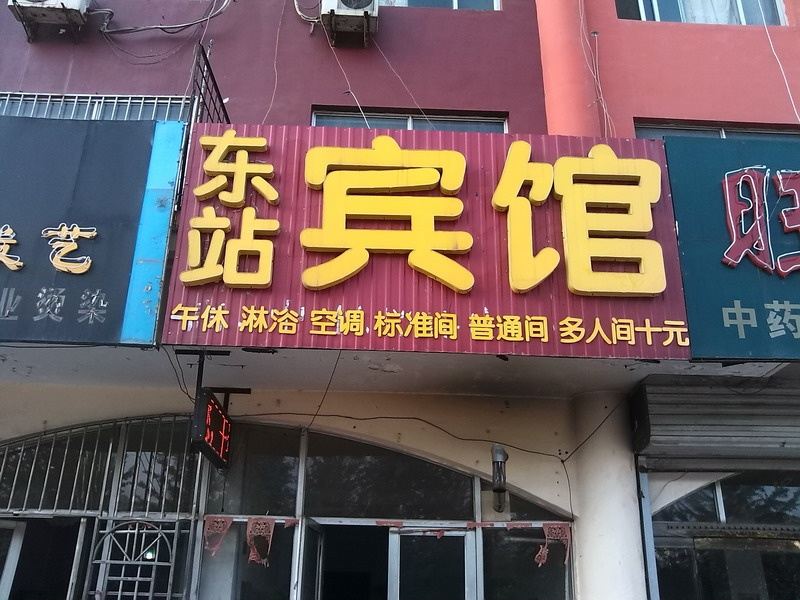 东站
宾馆
午休 淋浴 空调 标准间 普通间 多人间十元
艺
业烫染
旺
中药